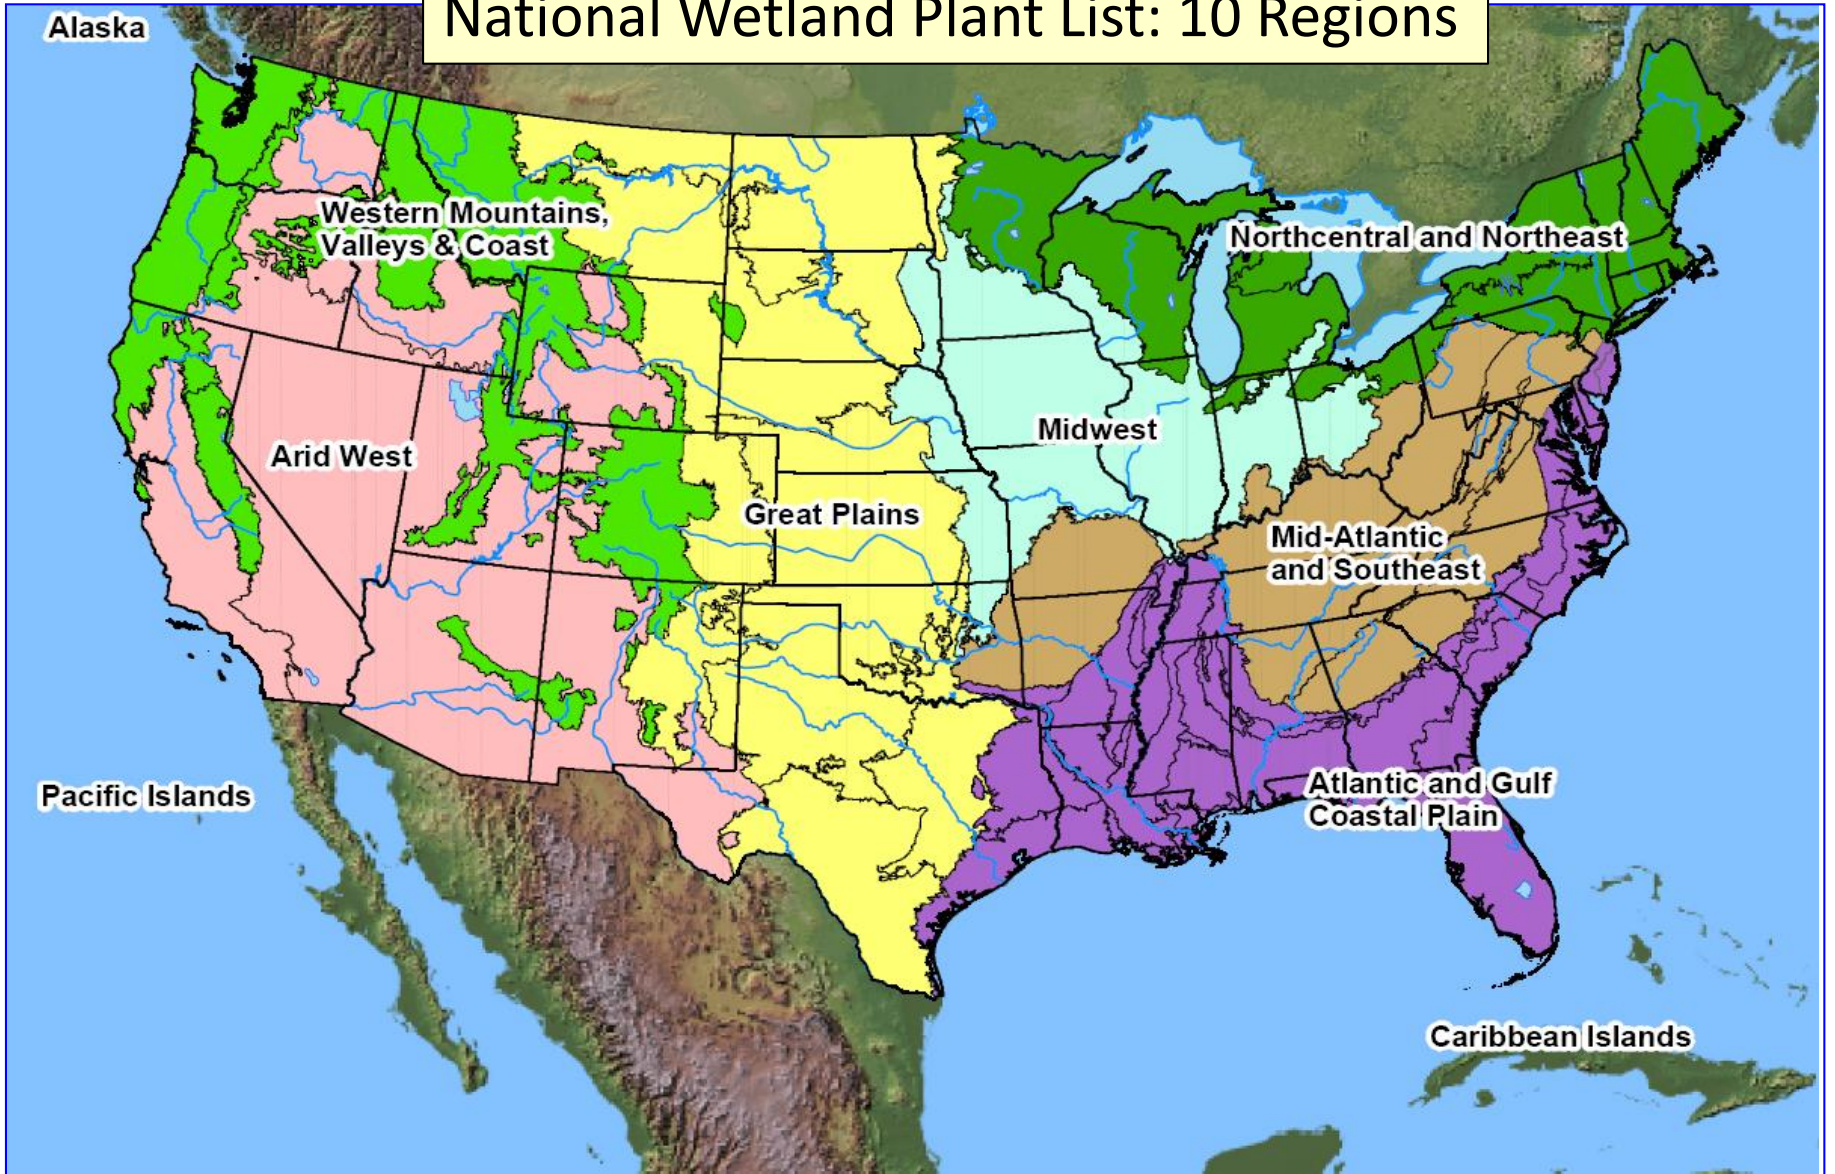 National Wetland Plant List: 10 Regions
Alaska
Western Mountains,
Valleys & Coast
Northcentral and Northeast
Midwest
Arid West
Great Plains
Mid-Atlantic
and Southeast
Pacific Islands
Atlantic and Gulf
Coastal Plain
Caribbean Islands